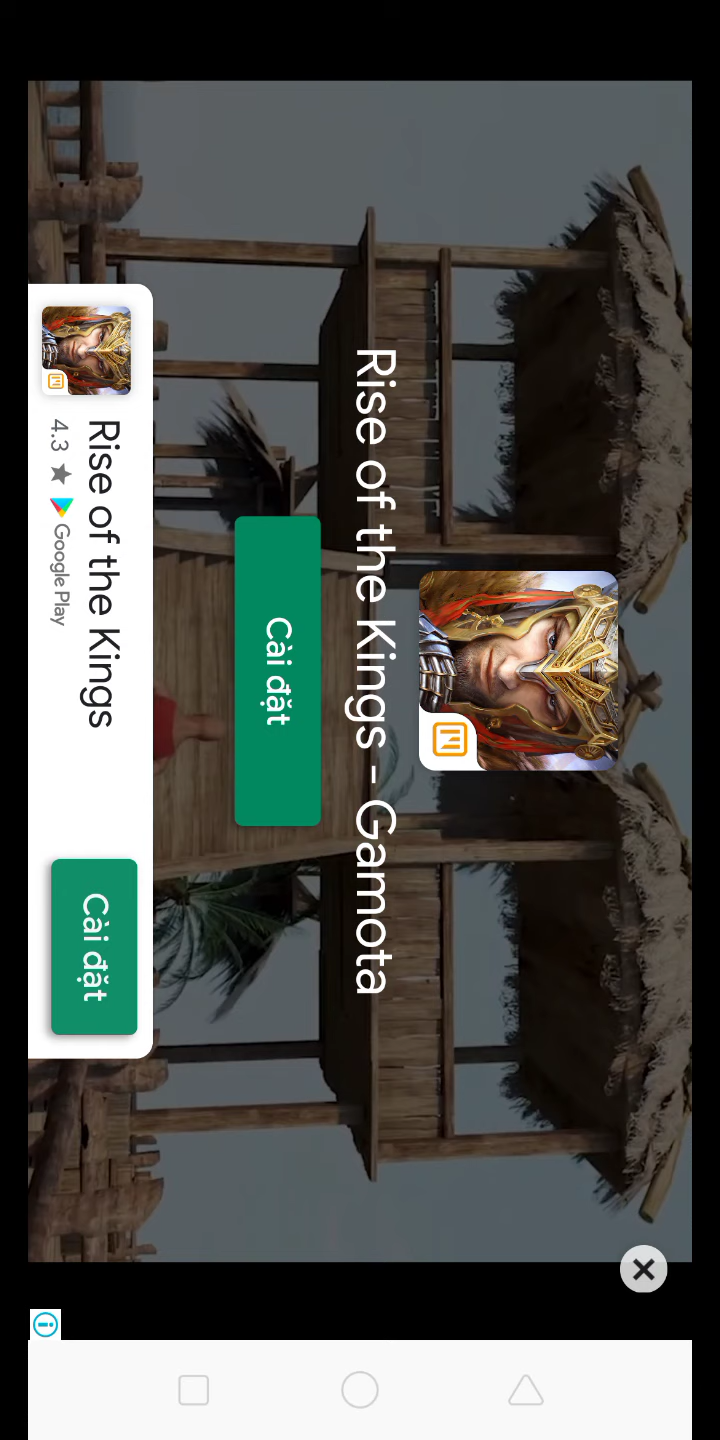 Rise of the Kings - Gamota
Cài đặt
Rise of the Kings
4.3 ★ Google Play
Cài đặt